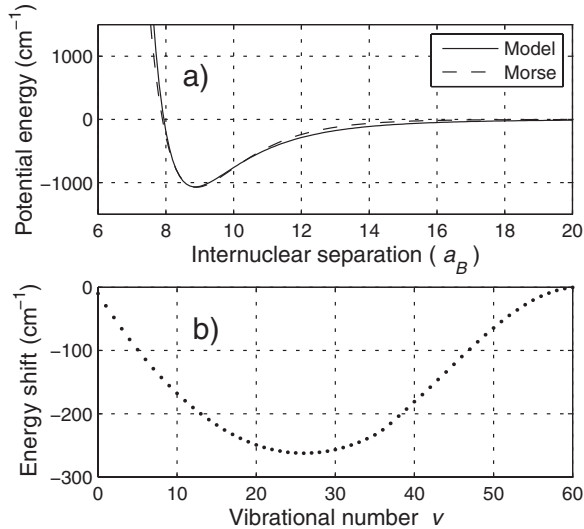 Potential energy (cm⁻¹)
1000
0
−1000
a)
Model
Morse
6 8 10 12 14 16 18 20
Internuclear separation ( a_B )
Energy shift (cm⁻¹)
0
−100
−200
−300
b)
0 10 20 30 40 50 60
Vibrational number v